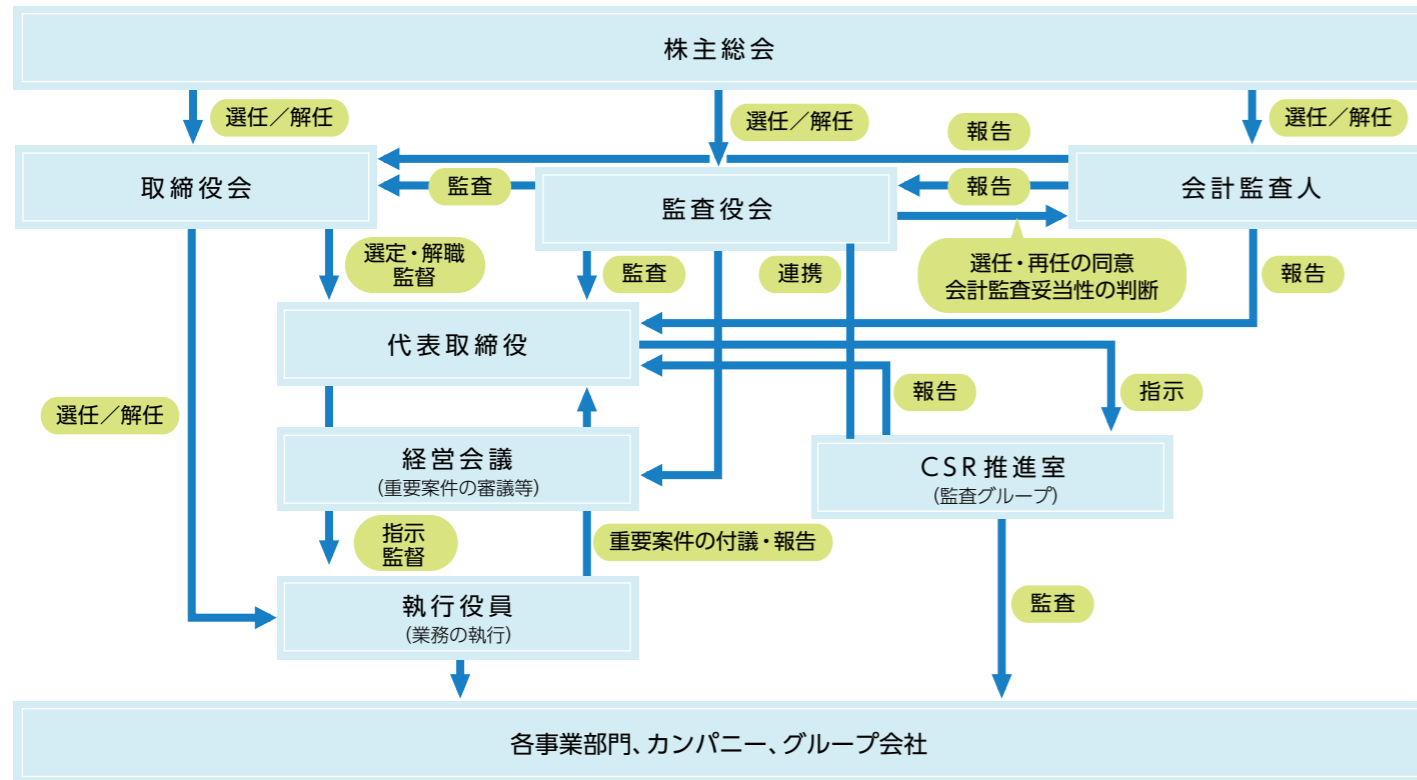 株主総会
選任／解任
選任／解任
選任／解任
報告
取締役会
監査
監査役会
報告
会計監査人
選定・解職
監督
監査
連携
選任・再任の同意
会計監査妥当性の判断
報告
代表取締役
選任／解任
報告
指示
経営会議
(重要案件の審議等)
CSR推進室
(監査グループ)
指示
監督
重要案件の付議・報告
執行役員
(業務の執行)
監査
各事業部門、カンパニー、グループ会社